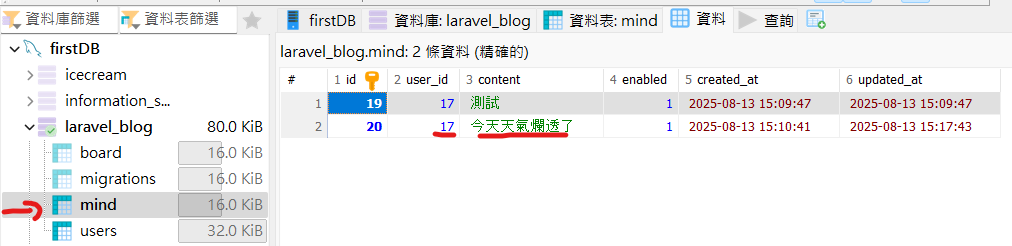 資料庫篩選 資料表篩選
firstDB
icecream
information_s...
laravel_blog 80.0 KiB
board 16.0 KiB
migrations 16.0 KiB
mind 16.0 KiB
users 32.0 KiB
firstDB 資料庫: laravel_blog 資料表: mind 資料 查詢
laravel_blog.mind: 2 條資料 (精確的)
# 1 id 2 user_id 3 content 4 enabled 5 created_at 6 updated_at
1 19 17 測試 1 2025-08-13 15:09:47 2025-08-13 15:09:47
2 20 17 今天天氣爛透了 1 2025-08-13 15:10:41 2025-08-13 15:17:43